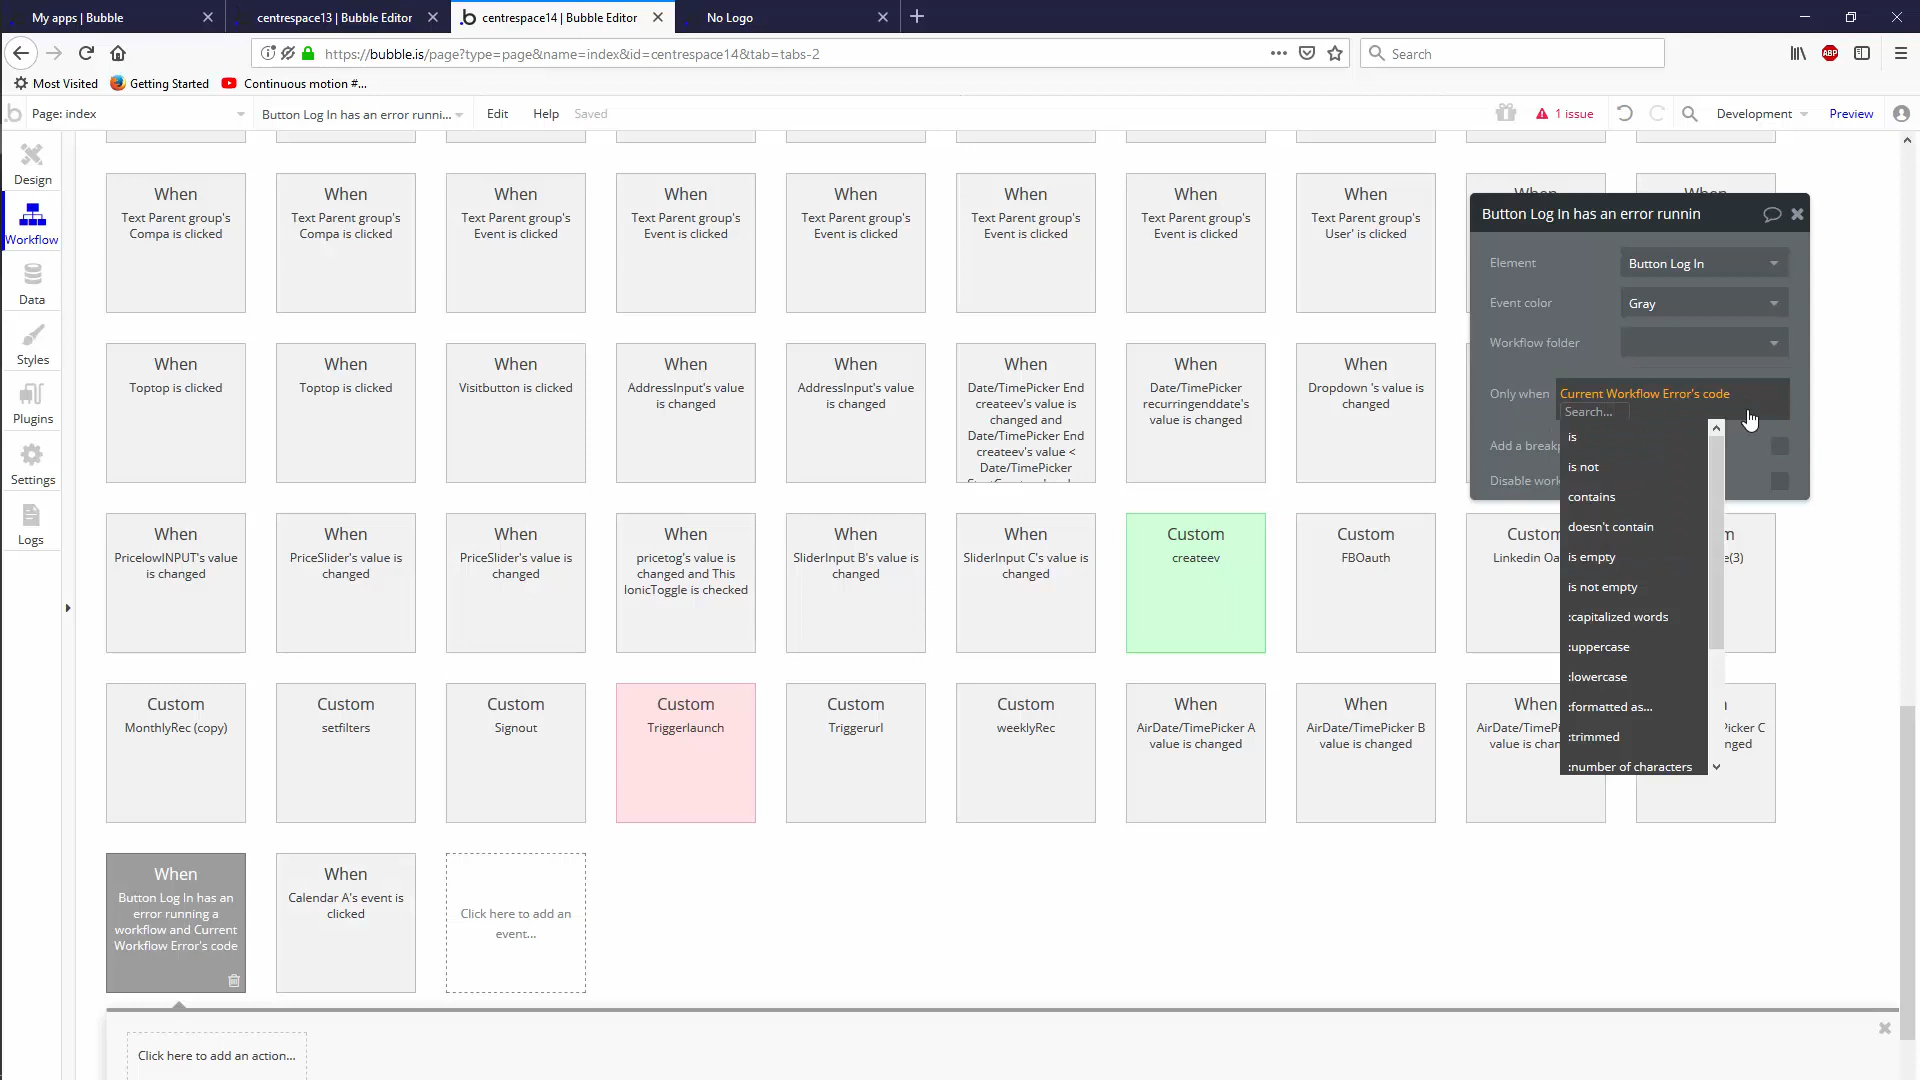 My apps | Bubble
centrespace13 | Bubble Editor
centrespace14 | Bubble Editor
No Logo
https://bubble.is/page?type=page&name=index&id=centrespace14&tab=tabs-2
Search
ABP
Most Visited
Getting Started
Continuous motion #...
Page: index
Button Log In has an error runni...
Edit
Help
Saved
1 issue
Development
Preview
Design
Workflow
Data
Styles
Plugins
Settings
Logs
When
Text Parent group's
Compa is clicked
When
Text Parent group's
Compa is clicked
When
Text Parent group's
Event is clicked
When
Text Parent group's
Event is clicked
When
Text Parent group's
Event is clicked
When
Text Parent group's
Event is clicked
When
Text Parent group's
Event is clicked
When
Text Parent group's
User' is clicked
When
Toptop is clicked
When
Toptop is clicked
When
Visitbutton is clicked
When
AddressInput's value
is changed
When
AddressInput's value
is changed
When
Date/TimePicker End
createev's value is
changed and
Date/TimePicker End
createev's value <
Date/TimePicker
When
Date/TimePicker
recurringenddate's
value is changed
When
Dropdown 's value is
changed
When
PricelowINPUT's value
is changed
When
PriceSlider's value is
changed
When
PriceSlider's value is
changed
When
pricetog's value is
changed and This
IonicToggle is checked
When
SliderInput B's value is
changed
When
SliderInput C's value is
changed
Custom
createev
Custom
FBOauth
Custom
Linkedin Oa
m
e(3)
Custom
MonthlyRec (copy)
Custom
setfilters
Custom
Signout
Custom
Triggerlaunch
Custom
Triggerurl
Custom
weeklyRec
When
AirDate/TimePicker A
value is changed
When
AirDate/TimePicker B
value is changed
When
AirDate/TimePicker
value is chan
Picker C
nged
When
Button Log In has an
error running a
workflow and Current
Workflow Error's code
When
Calendar A's event is
clicked
Click here to add an
event...
Click here to add an action...
Button Log In has an error runnin
Element
Button Log In
Event color
Gray
Workflow folder
Only when
Current Workflow Error's code
Search...
Add a breakp
Disable work
is
is not
contains
doesn't contain
is empty
is not empty
:capitalized words
:uppercase
:lowercase
:formatted as...
:trimmed
:number of characters